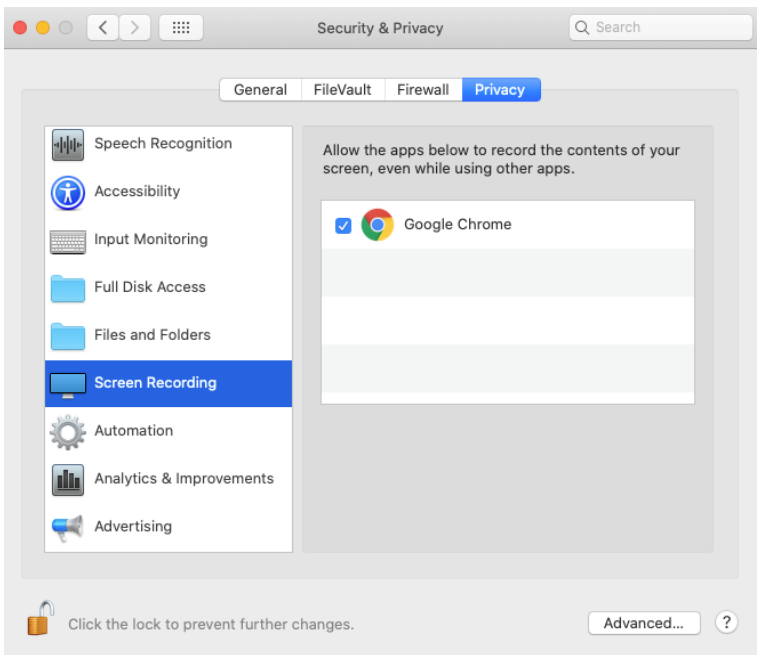 Security & Privacy
Search
General
FileVault
Firewall
Privacy
Speech Recognition
Accessibility
Input Monitoring
Full Disk Access
Files and Folders
Screen Recording
Automation
Analytics & Improvements
Advertising
Allow the apps below to record the contents of your
screen, even while using other apps.
Google Chrome
Click the lock to prevent further changes.
Advanced...
?